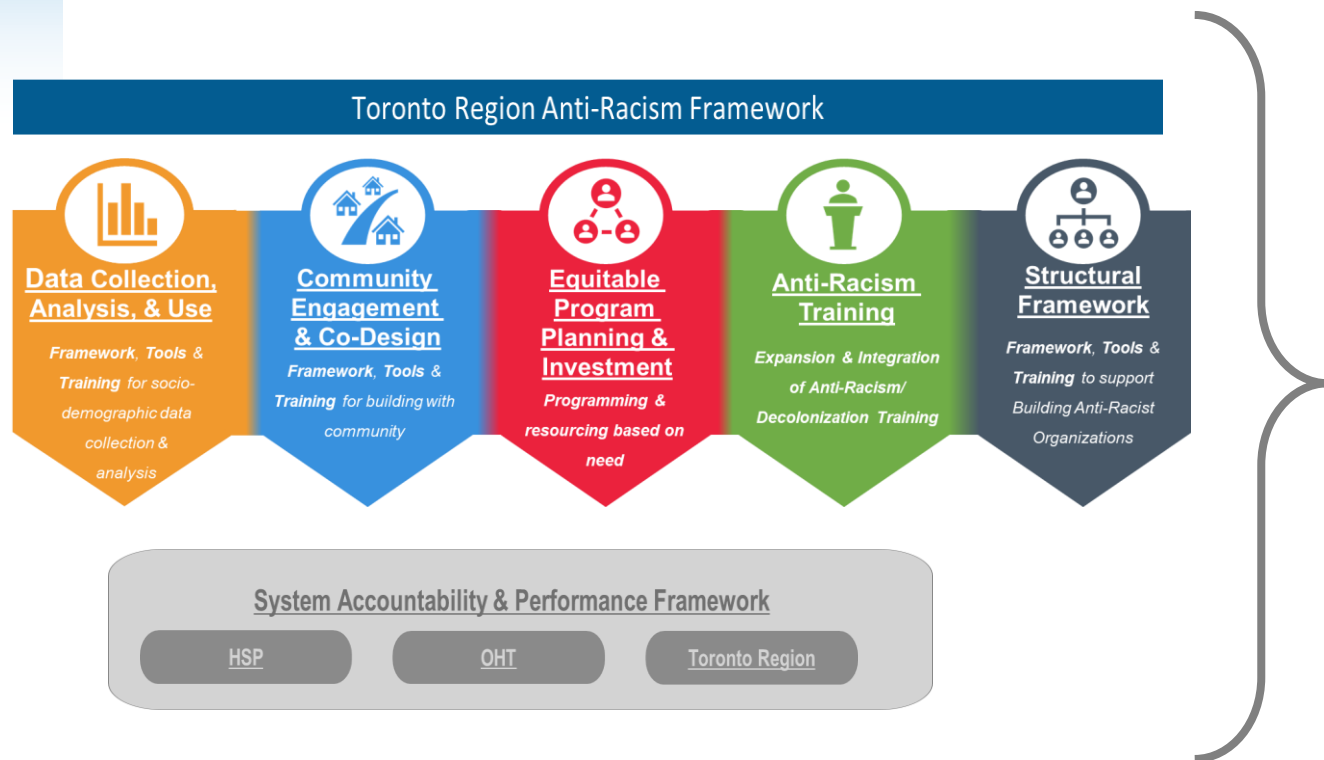 Toronto Region Anti-Racism Framework
Data Collection,
Analysis, & Use
Framework, Tools &
Training for socio-
demographic data
collection &
analysis
Community
Engagement
& Co-Design
Framework, Tools &
Training for building with
community
Equitable
Program
Planning &
Investment
Programming &
resourcing based on
need
Anti-Racism
Training
Expansion & Integration
of Anti-Racism/
Decolonization Training
Structural
Framework
Framework, Tools &
Training to support
Building Anti-Racist
Organizations
System Accountability & Performance Framework
HSP
OHT
Toronto Region